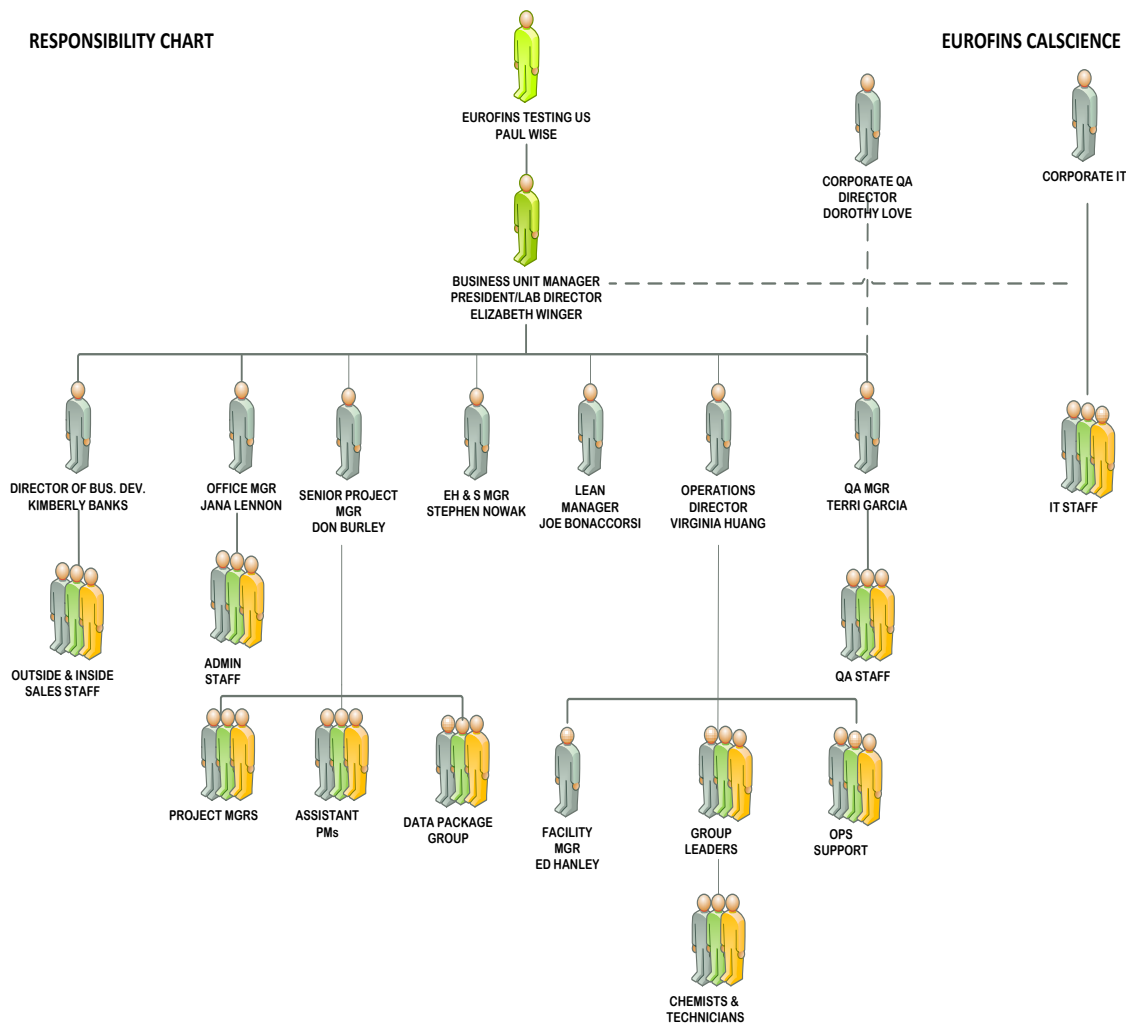 RESPONSIBILITY CHART
EUROFINS CALSCIENCE
EUROFINS TESTING US
PAUL WISE
CORPORATE QA
DIRECTOR
DOROTHY LOVE
CORPORATE IT
BUSINESS UNIT MANAGER
PRESIDENT/LAB DIRECTOR
ELIZABETH WINGER
DIRECTOR OF BUS. DEV.
KIMBERLY BANKS
OFFICE MGR
JANA LENNON
SENIOR PROJECT
MGR
DON BURLEY
EH & S MGR
STEPHEN NOWAK
LEAN
MANAGER
JOE BONACCORSI
OPERATIONS
DIRECTOR
VIRGINIA HUANG
QA MGR
TERRI GARCIA
IT STAFF
OUTSIDE & INSIDE
SALES STAFF
ADMIN
STAFF
QA STAFF
PROJECT MGRS
ASSISTANT
PMs
DATA PACKAGE
GROUP
FACILITY
MGR
ED HANLEY
GROUP
LEADERS
OPS
SUPPORT
CHEMISTS &
TECHNICIANS